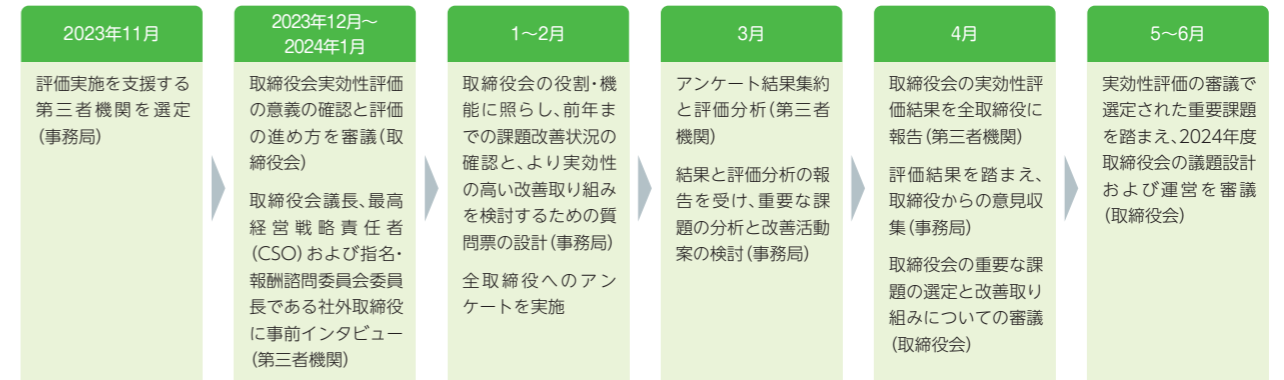 2023年11月
評価実施を支援する
第三者機関を選定
(事務局)
2023年12月～
2024年1月
取締役会実効性評価
の意義の確認と評価
の進め方を審議(取
締役会)
取締役会議長、最高
経営戦略責任者
(CSO)および指名・
報酬諮問委員会委員
長である社外取締役
に事前インタビュー
(第三者機関)
1～2月
取締役会の役割・機
能に照らし、前年ま
での課題改善状況の
確認と、より実効性
の高い改善取り組み
を検討するための質
問票の設計(事務局)
全取締役へのアン
ケートを実施
3月
アンケート結果集約
と評価分析(第三者
機関)
結果と評価分析の報
告を受け、重要な課
題の分析と改善活動
案の検討(事務局)
4月
取締役会の実効性評
価結果を全取締役に
報告(第三者機関)
評価結果を踏まえ、
取締役からの意見収
集(事務局)
取締役会の重要な課
題の選定と改善取り
組みについての審議
(取締役会)
5～6月
実効性評価の審議で
選定された重要課題
を踏まえ、2024年度
取締役会の議題設計
および運営を審議
(取締役会)